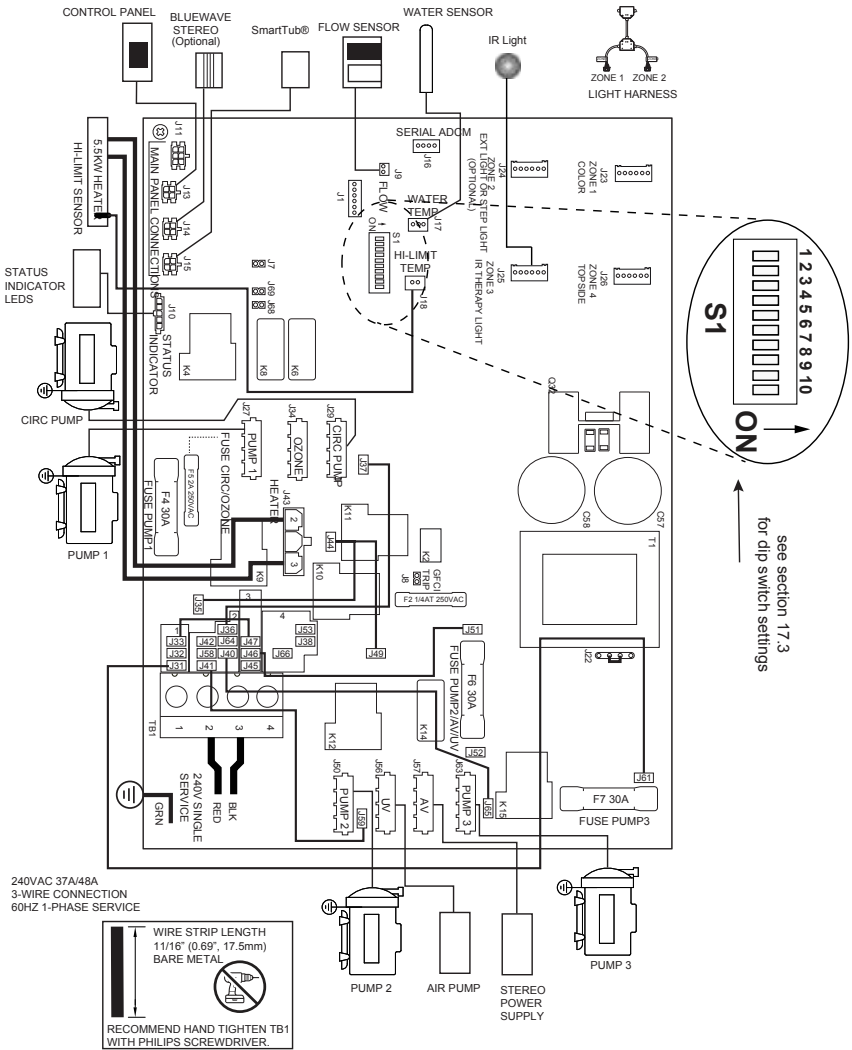 CONTROL PANEL
BLUEWAVE
STEREO
(Optional)
SmartTub®
FLOW SENSOR
WATER SENSOR
IR Light
ZONE 1 ZONE 2
LIGHT HARNESS
5.5KW HEATER
HI-LIMIT SENSOR
STATUS
INDICATOR
LEDS
CIRC PUMP
PUMP 1
J11
MAIN PANEL CONNECTIONS
J13
J14
J15
J10
STATUS
INDICATOR
SERIAL ADCM
J16
J9
FLOW
J1
WATER
TEMP
J17
S1
ON
HI-LIMIT
TEMP
J18
J7
J69
J68
K4
K8
K6
J24
ZONE 2
EXT LIGHT OR STEP LIGHT
(OPTIONAL)
J23
ZONE 1
COLOR
J25
ZONE 3
IR THERAPY LIGHT
J26
ZONE 4
TOPSIDE
1 2 3 4 5 6 7 8 9 10
S1
ON
see section 17.3
for dip switch settings
Q32
C58
C57
T1
J27
PUMP 1
J34
OZONE
J29
CIRC PUMP
J37
F4 30A
FUSE PUMP1
F5 2A 250VAC
FUSE CIRC/OZONE
HEATER
J43
2
3
K9
K11
J44
K10
K2
GFCI
TRIP
J8
F2 1/4AT 250VAC
J35
1
2
3
4
J33
J32
J31
J42
J58
J41
J36
J64
J40
J47
J46
J45
J66
J53
J38
J49
J51
F6 30A
FUSE PUMP2/AV/UV
J52
J22
TB1
1
2
3
4
K12
K14
K15
240V SINGLE
SERVICE
GRN
RED
BLK
J50
PUMP 2
J59
J56
UV
J57
AV
J63
PUMP 3
J65
J61
F7 30A
FUSE PUMP3
240VAC 37A/48A
3-WIRE CONNECTION
60HZ 1-PHASE SERVICE
WIRE STRIP LENGTH
11/16" (0.69", 17.5mm)
BARE METAL
RECOMMEND HAND TIGHTEN TB1
WITH PHILIPS SCREWDRIVER.
PUMP 2
AIR PUMP
STEREO
POWER
SUPPLY
PUMP 3